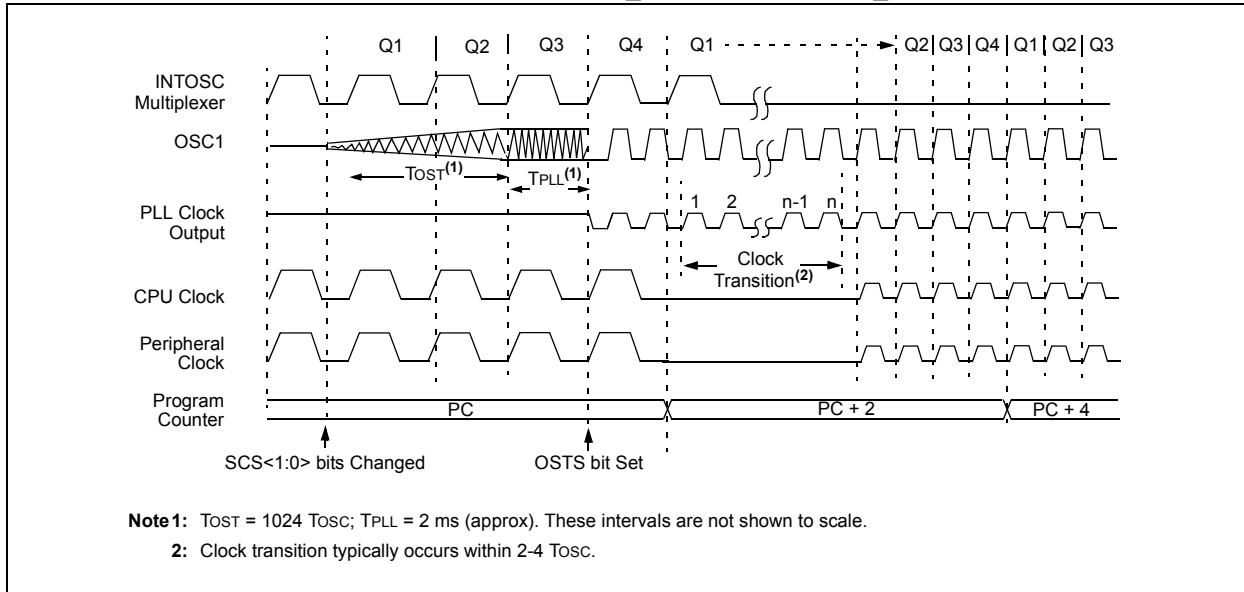 Q1 Q2 Q3 Q4 Q1 Q2 Q3 Q4 Q1 Q2 Q3
INTOSC
Multiplexer
OSC1
TOST(1)
TPLL(1)
PLL Clock
Output
1 2 n-1 n
Clock
Transition(2)
CPU Clock
Peripheral
Clock
Program
Counter
PC PC + 2 PC + 4
SCS<1:0> bits Changed
OSTS bit Set
Note 1: TOST = 1024 TOSC; TPLL = 2 ms (approx). These intervals are not shown to scale.
2: Clock transition typically occurs within 2-4 TOSC.